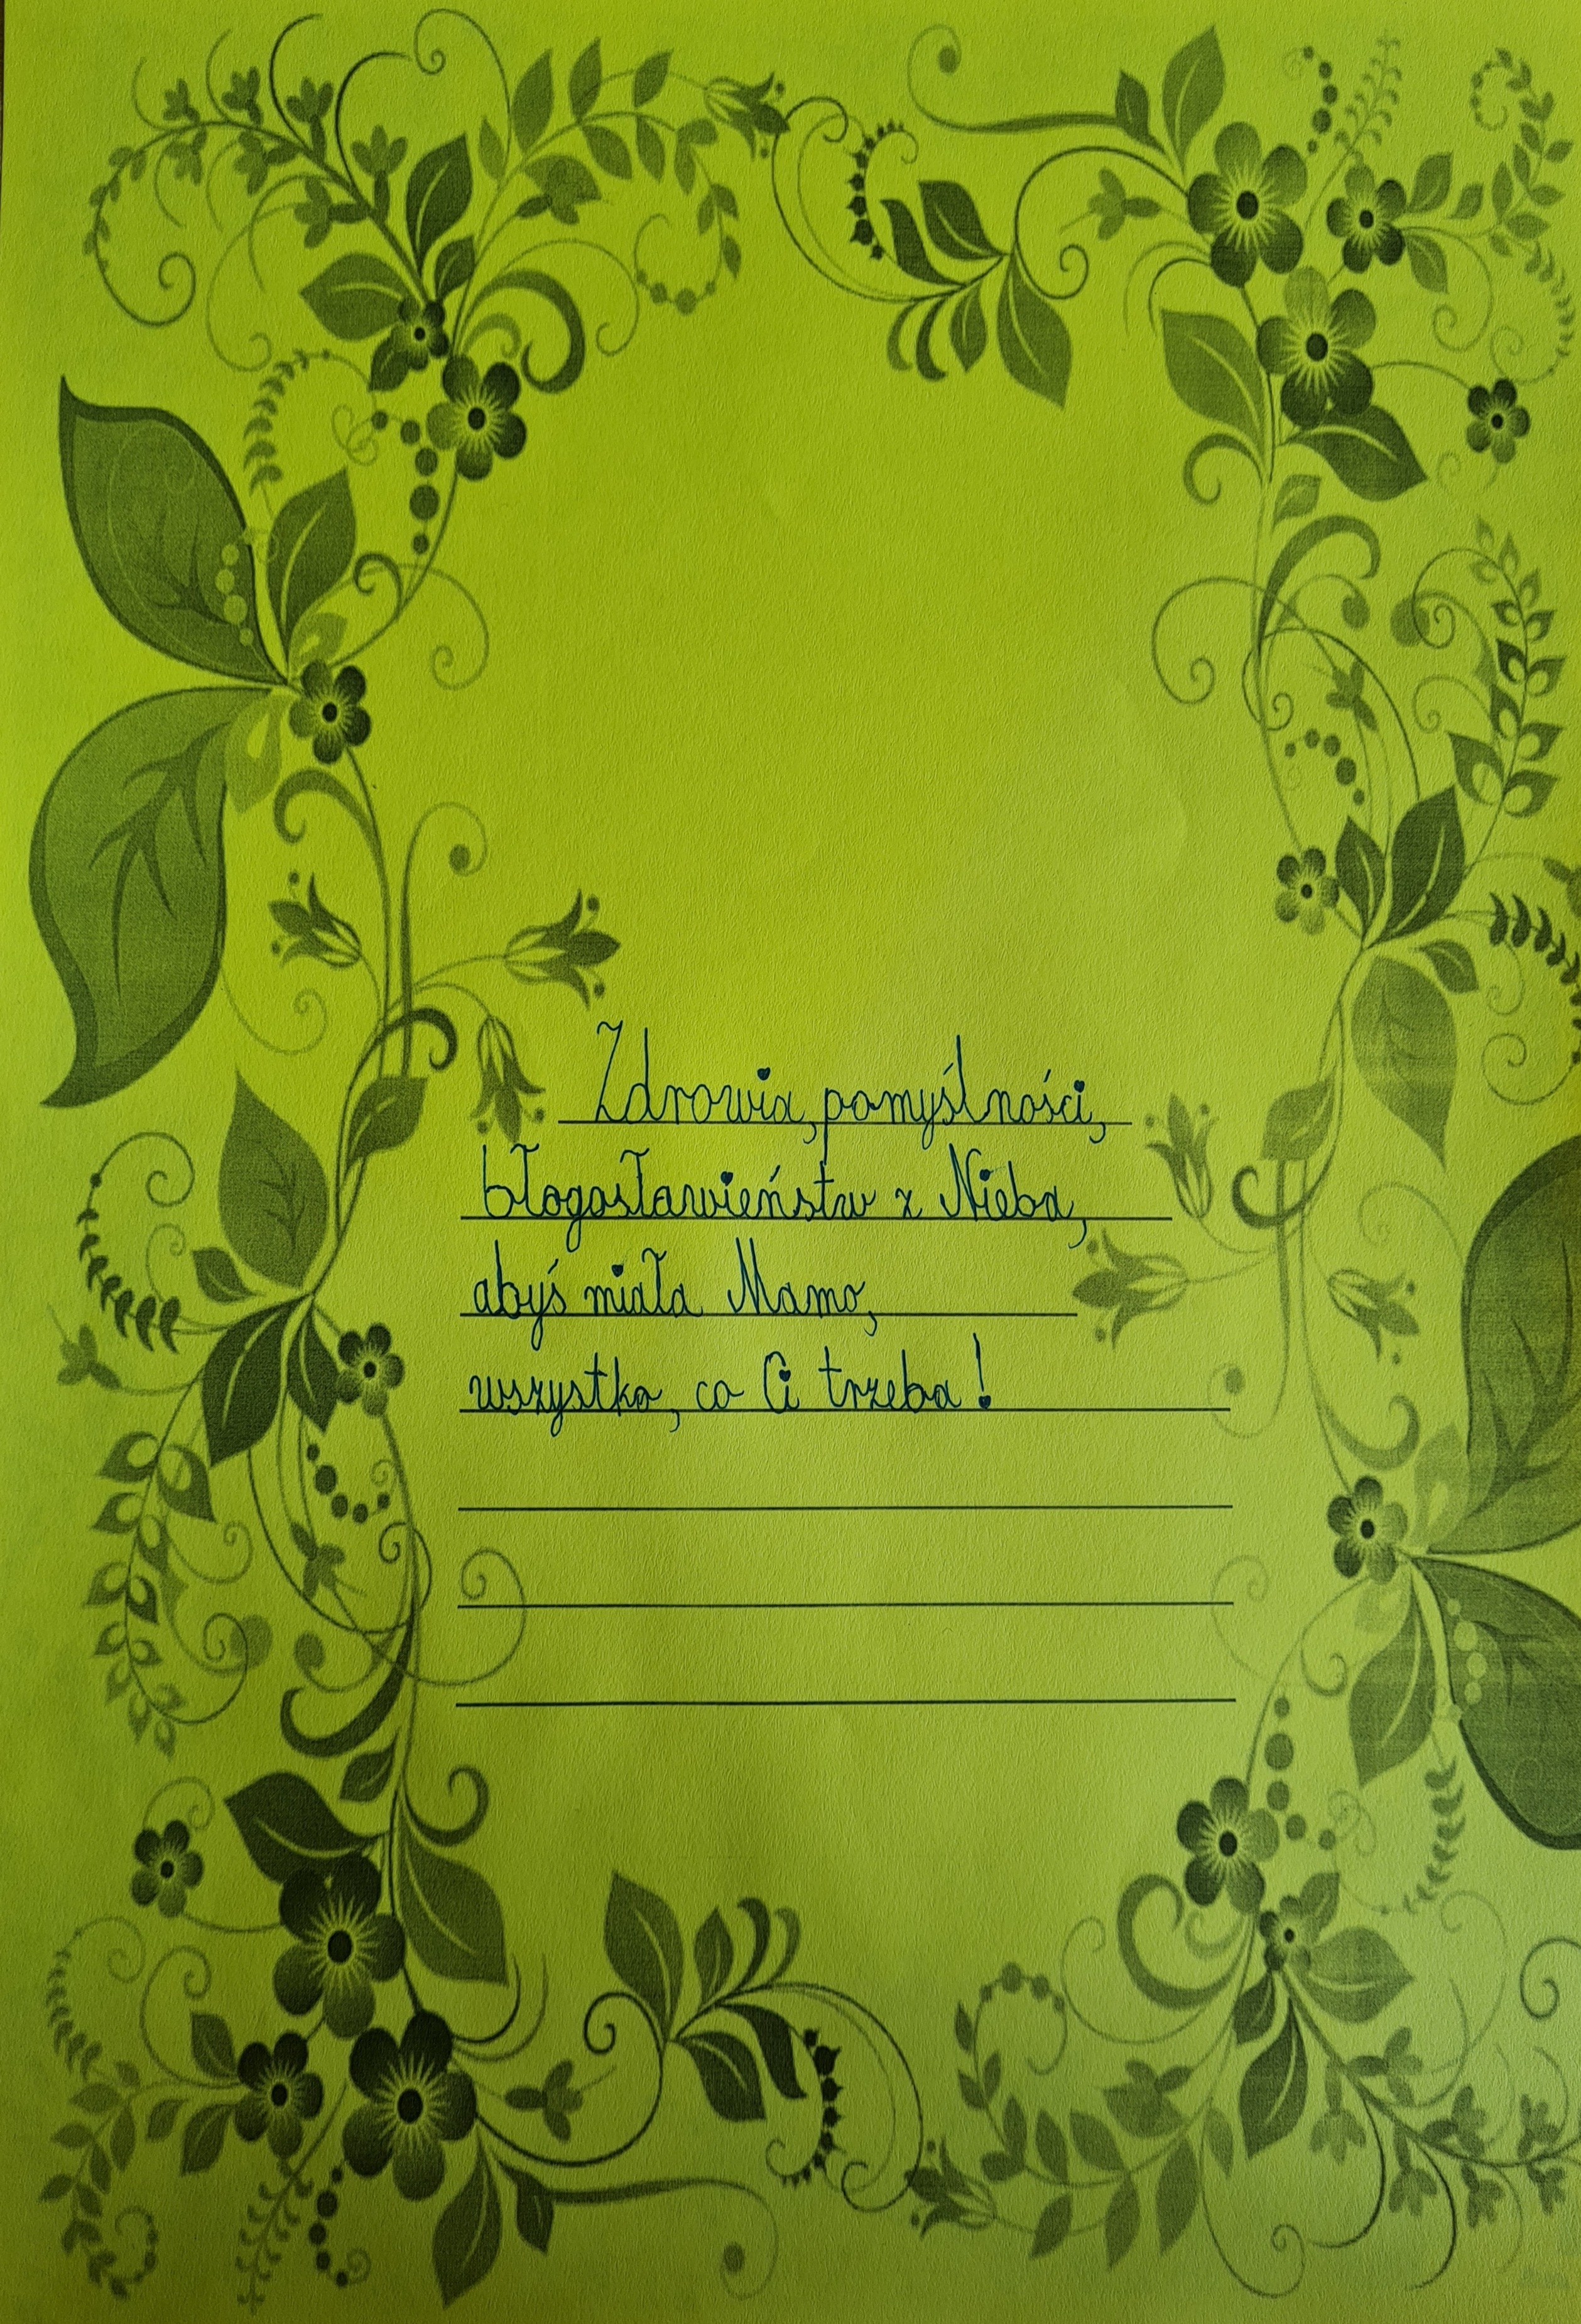 Zdrowia, pomyślności,
błogosławieństw z Nieba,
abyś miała Mamo,
wszystko, co Ci trzeba!